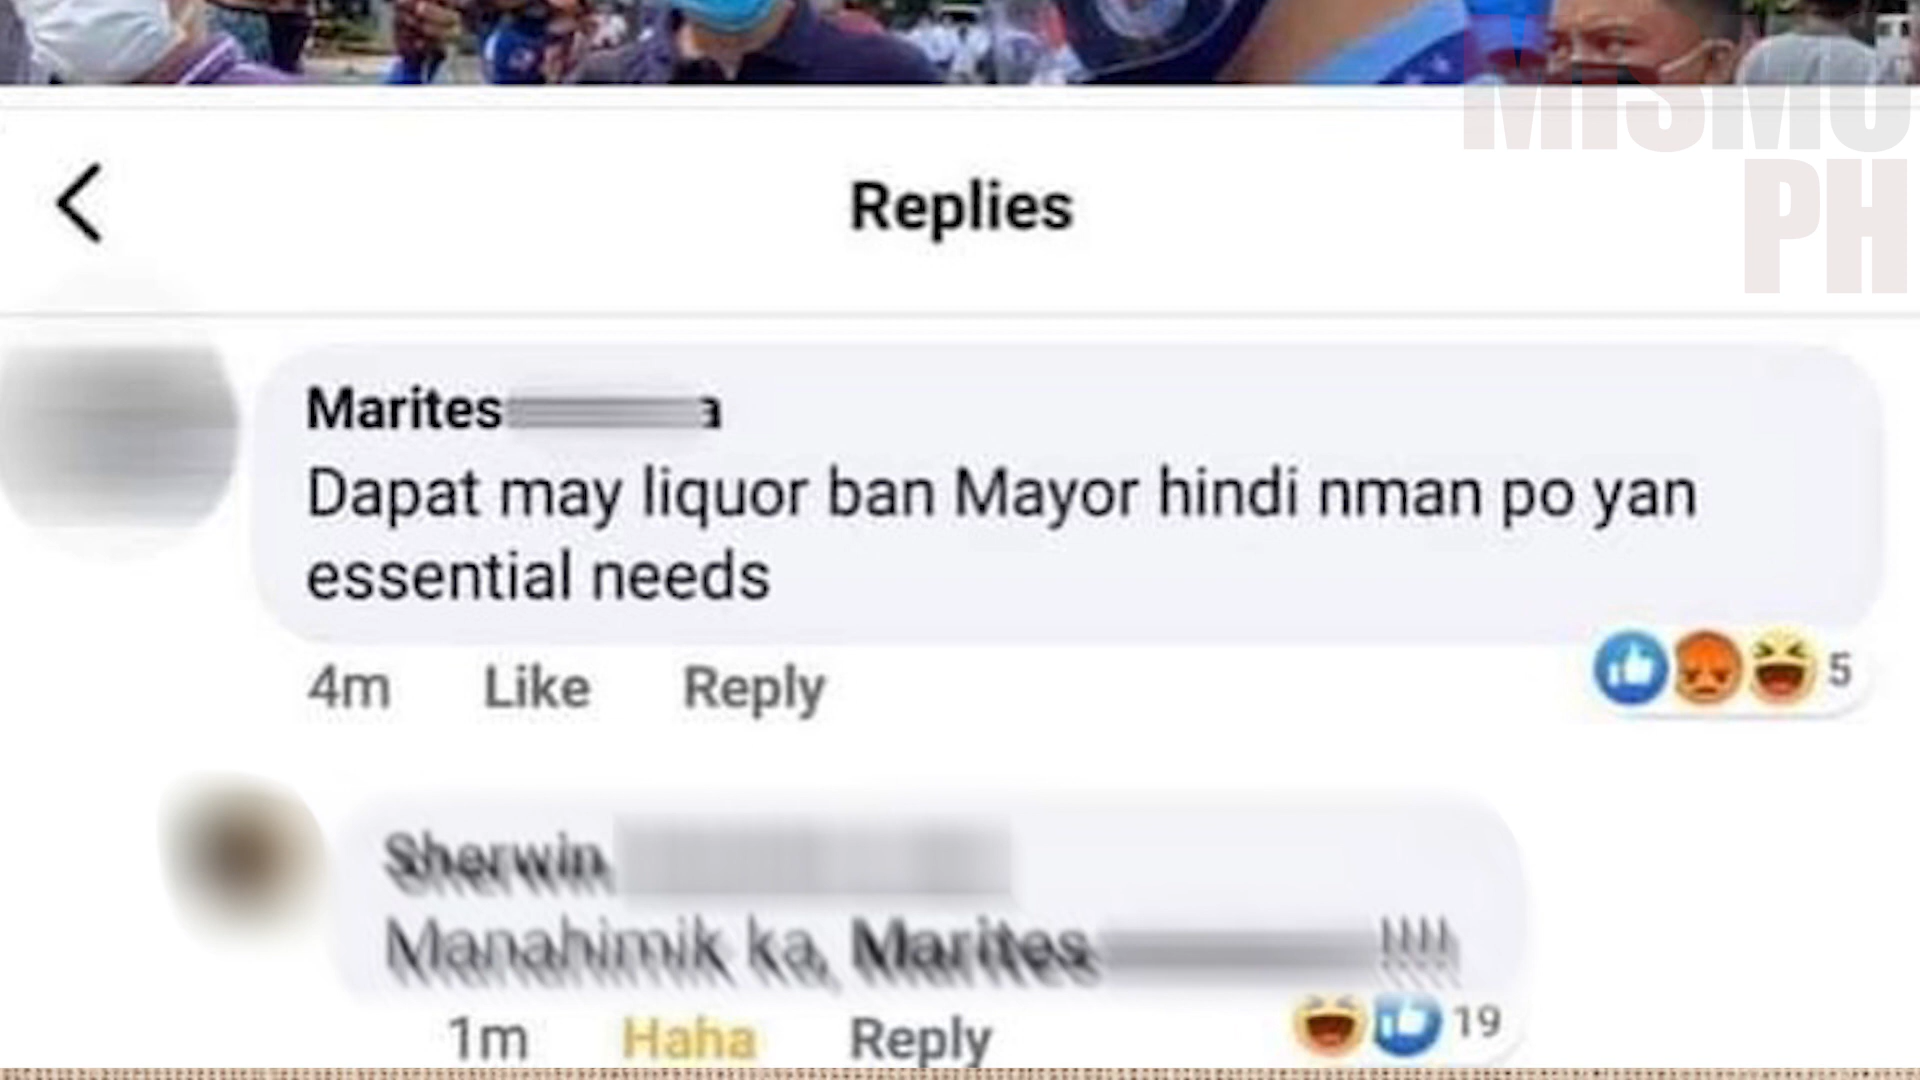 MISMO
PH
Replies
Marites a
Dapat may liquor ban Mayor hindi nman po yan
essential needs
4m Like Reply
5
Sherwin
Manahimik ka, Marites !!!!
1m Haha Reply
19